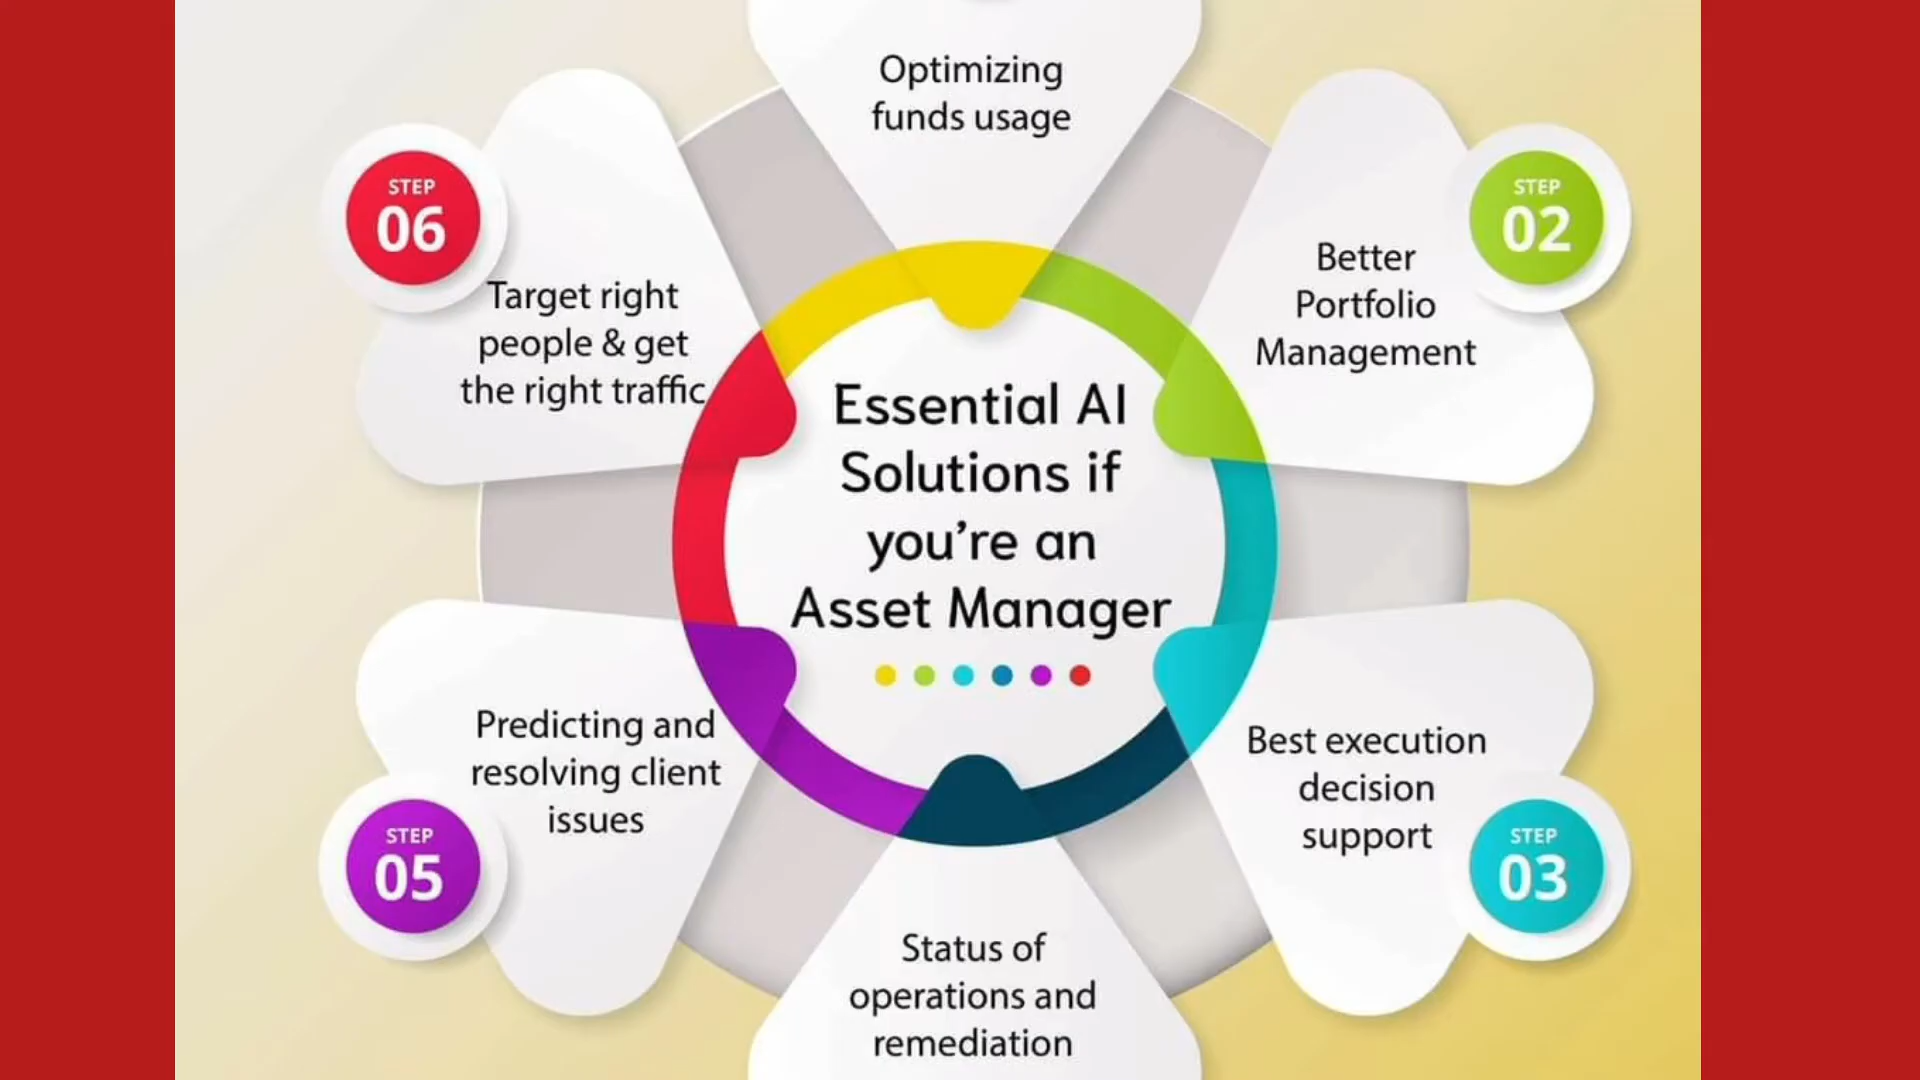 Essential AI
Solutions if
you’re an
Asset Manager
Optimizing
funds usage
STEP
02
Better
Portfolio
Management
Best execution
decision
support
STEP
03
Status of
operations and
remediation
Predicting and
resolving client
issues
STEP
05
STEP
06
Target right
people & get
the right traffic